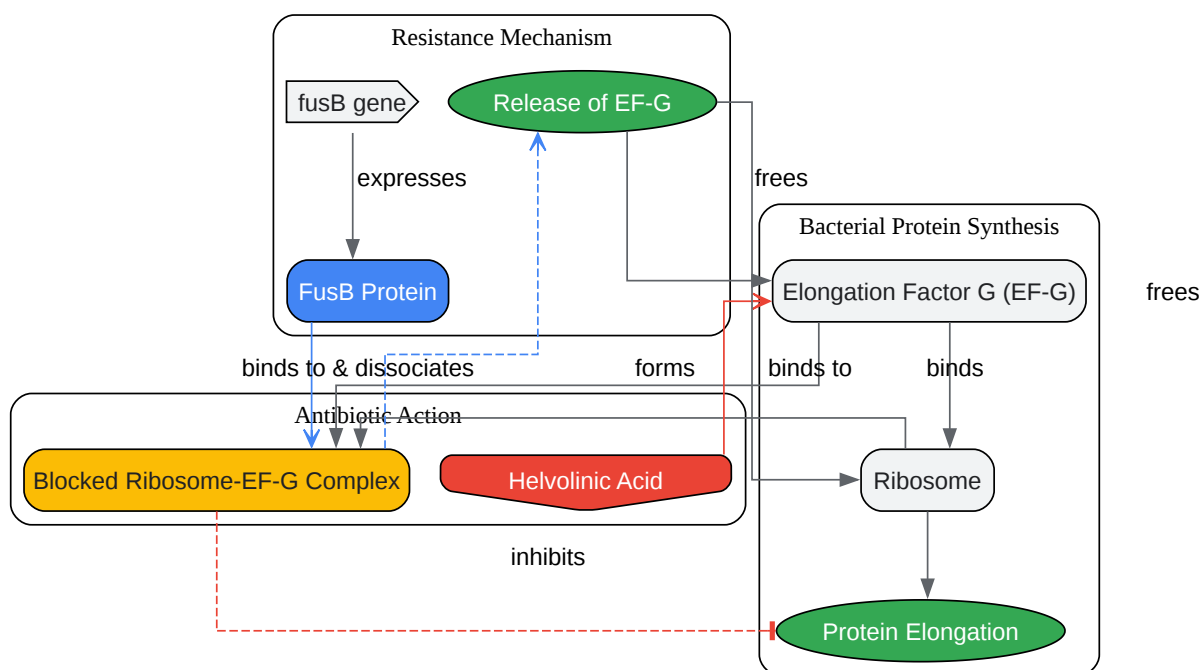 Resistance Mechanism
fusB gene
Release of EF-G
expresses
frees
Bacterial Protein Synthesis
FusB Protein
Elongation Factor G (EF-G)
frees
binds to & dissociates
forms
binds to
binds
Antibiotic Action
Blocked Ribosome-EF-G Complex
Helvolinic Acid
Ribosome
inhibits
Protein Elongation